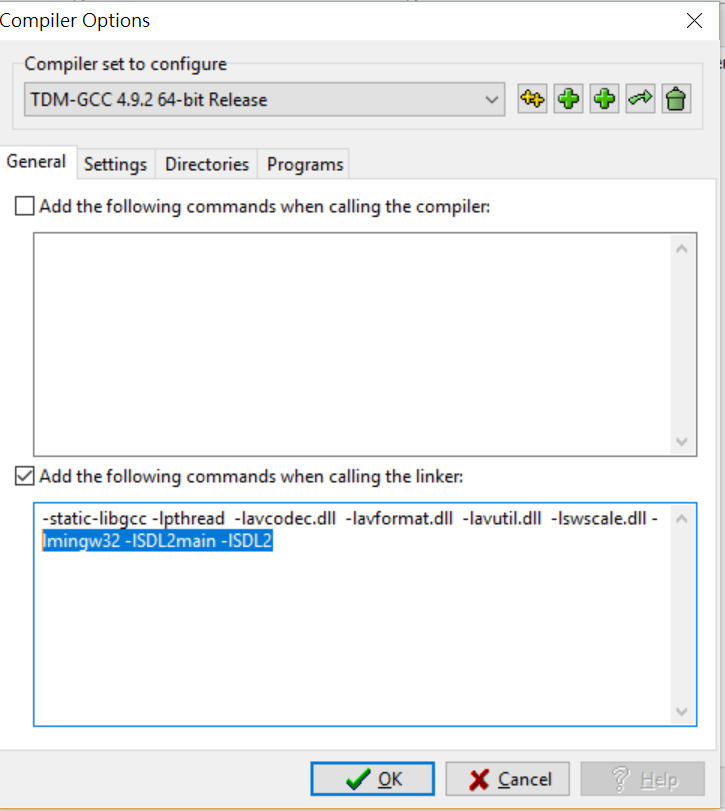 Compiler Options
Compiler set to configure
TDM-GCC 4.9.2 64-bit Release
General Settings Directories Programs
Add the following commands when calling the compiler:
Add the following commands when calling the linker:
-static-libgcc -lpthread -lavcodec.dll -lavformat.dll -lavutil.dll -lswscale.dll -
lmingw32 -lSDL2main -lSDL2
OK Cancel Help